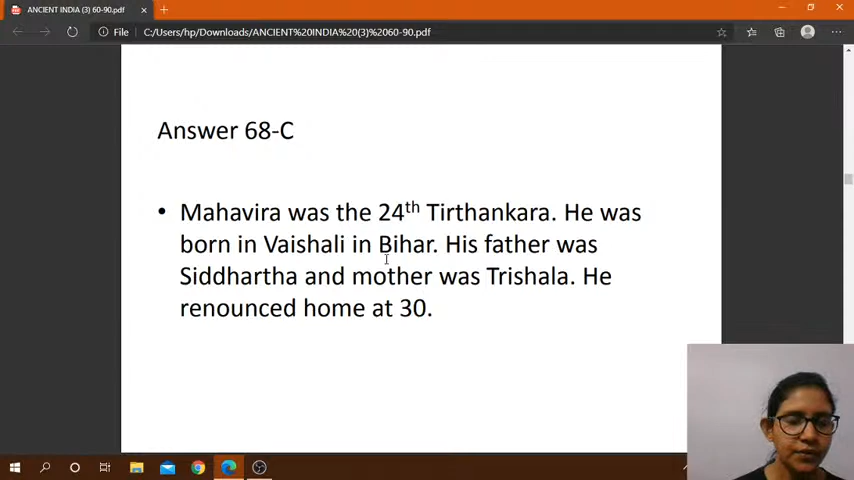 ANCIENT INDIA (3) 60-90.pdf
File C:/Users/hp/Downloads/ANCIENT%20INDIA%20(3)%2060-90.pdf
Answer 68-C
• Mahavira was the 24th Tirthankara. He was
born in Vaishali in Bihar. His father was
Siddhartha and mother was Trishala. He
renounced home at 30.